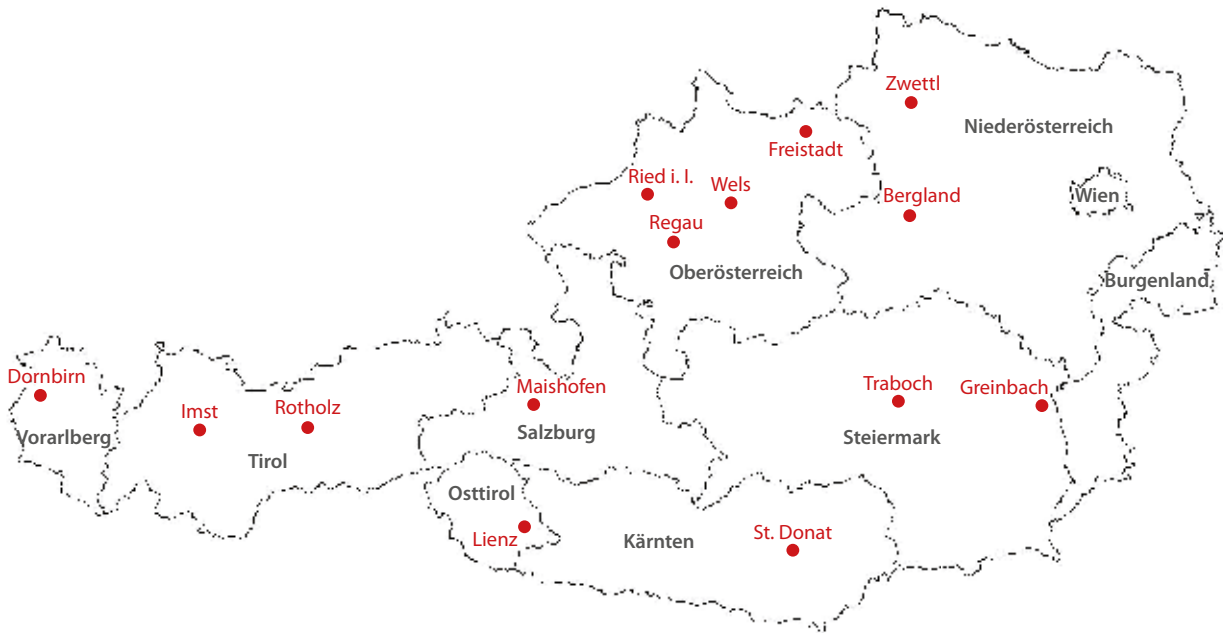 Zwettl
Niederösterreich
Freistadt
Ried i. I.
Wels
Bergland
Wien
Regau
Oberösterreich
Burgenland
Dornbirn
Maishofen
Traboch
Greinbach
Imst
Rotholz
Vorarlberg
Salzburg
Steiermark
Tirol
Osttirol
Lienz
Kärnten
St. Donat